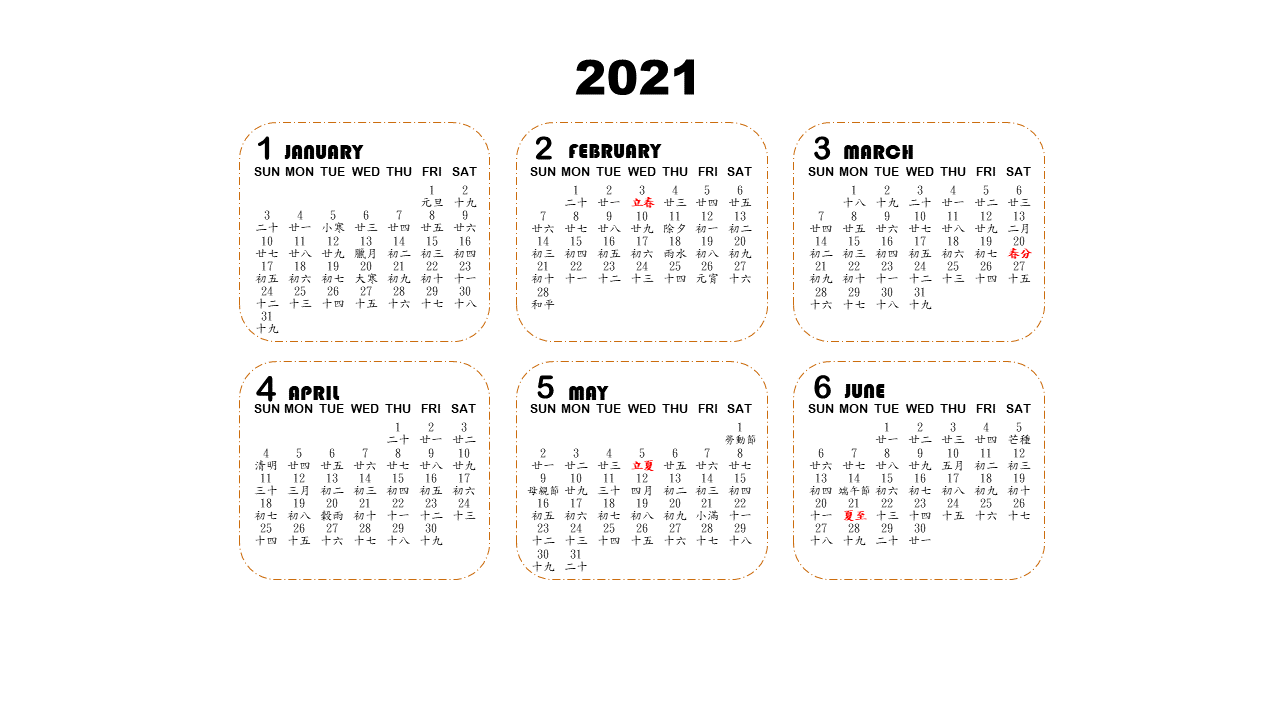 2021
1 JANUARY
SUN MON TUE WED THU FRI SAT
1 2
元旦 十九
3 4 5 6 7 8 9
二十 廿一 小寒 廿三 廿四 廿五 廿六
10 11 12 13 14 15 16
廿七 廿八 廿九 臘月 初二 初三 初四
17 18 19 20 21 22 23
初五 初六 初七 大寒 初九 初十 十一
24 25 26 27 28 29 30
十二 十三 十四 十五 十六 十七 十八
31
十九
2 FEBRUARY
SUN MON TUE WED THU FRI SAT
1 2 3 4 5 6
二十 廿一 立春 廿三 廿四 廿五
7 8 9 10 11 12 13
廿六 廿七 廿八 廿九 除夕 初一 初二
14 15 16 17 18 19 20
初三 初四 初五 初六 雨水 初八 初九
21 22 23 24 25 26 27
初十 十一 十二 十三 十四 元宵 十六
28
和平
3 MARCH
SUN MON TUE WED THU FRI SAT
1 2 3 4 5 6
十八 十九 二十 廿一 廿二 廿三
7 8 9 10 11 12 13
廿四 廿五 廿六 廿七 廿八 廿九 二月
14 15 16 17 18 19 20
初二 初三 初四 初五 初六 初七 春分
21 22 23 24 25 26 27
初九 初十 十一 十二 十三 十四 十五
28 29 30 31
十六 十七 十八 十九
4 APRIL
SUN MON TUE WED THU FRI SAT
1 2 3
二十 廿一 廿二
4 5 6 7 8 9 10
清明 廿四 廿五 廿六 廿七 廿八 廿九
11 12 13 14 15 16 17
三十 三月 初二 初三 初四 初五 初六
18 19 20 21 22 23 24
初七 初八 穀雨 初十 十一 十二 十三
25 26 27 28 29 30
十四 十五 十六 十七 十八 十九
5 MAY
SUN MON TUE WED THU FRI SAT
1
勞動節
2 3 4 5 6 7 8
廿一 廿二 廿三 立夏 廿五 廿六 廿七
9 10 11 12 13 14 15
母親節 廿九 三十 四月 初二 初三 初四
16 17 18 19 20 21 22
初五 初六 初七 初八 初九 小滿 十一
23 24 25 26 27 28 29
十二 十三 十四 十五 十六 十七 十八
30 31
十九 二十
6 JUNE
SUN MON TUE WED THU FRI SAT
1 2 3 4 5
廿一 廿二 廿三 廿四 芒種
6 7 8 9 10 11 12
廿六 廿七 廿八 廿九 五月 初二 初三
13 14 15 16 17 18 19
初四 端午節 初六 初七 初八 初九 初十
20 21 22 23 24 25 26
十一 夏至 十三 十四 十五 十六 十七
27 28 29 30
十八 十九 二十 廿一